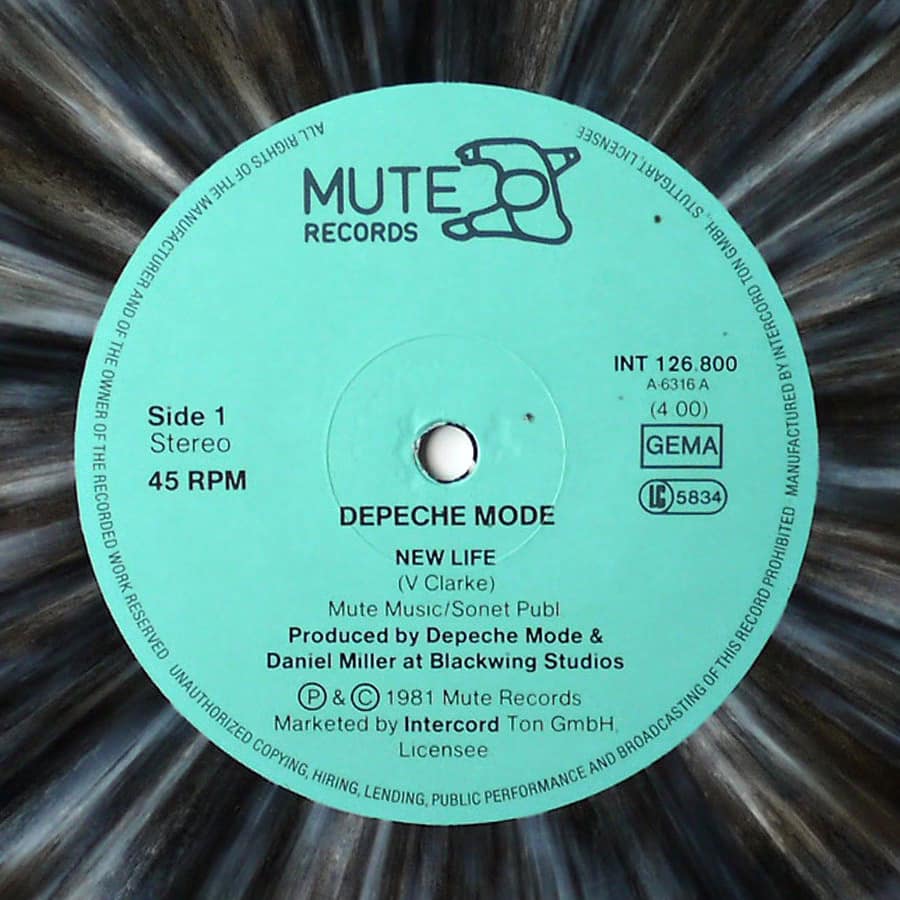 MUTE
RECORDS
INT 126.800
A-6316 A
(4 00)
GEMA
LC 5834
Side 1
Stereo
45 RPM
DEPECHE MODE
NEW LIFE
(V Clarke)
Mute Music/Sonet Publ
Produced by Depeche Mode &
Daniel Miller at Blackwing Studios
Ⓟ & © 1981 Mute Records
Marketed by Intercord Ton GmbH,
Licensee
ALL RIGHTS OF THE MANUFACTURER AND OF THE OWNER OF THE RECORDED WORK RESERVED UNAUTHORIZED COPYING, HIRING, LENDING, PUBLIC PERFORMANCE AND BROADCASTING OF THIS RECORD PROHIBITED MANUFACTURED BY INTERCORD TON GMBH., STUTTGART, LICENSEE